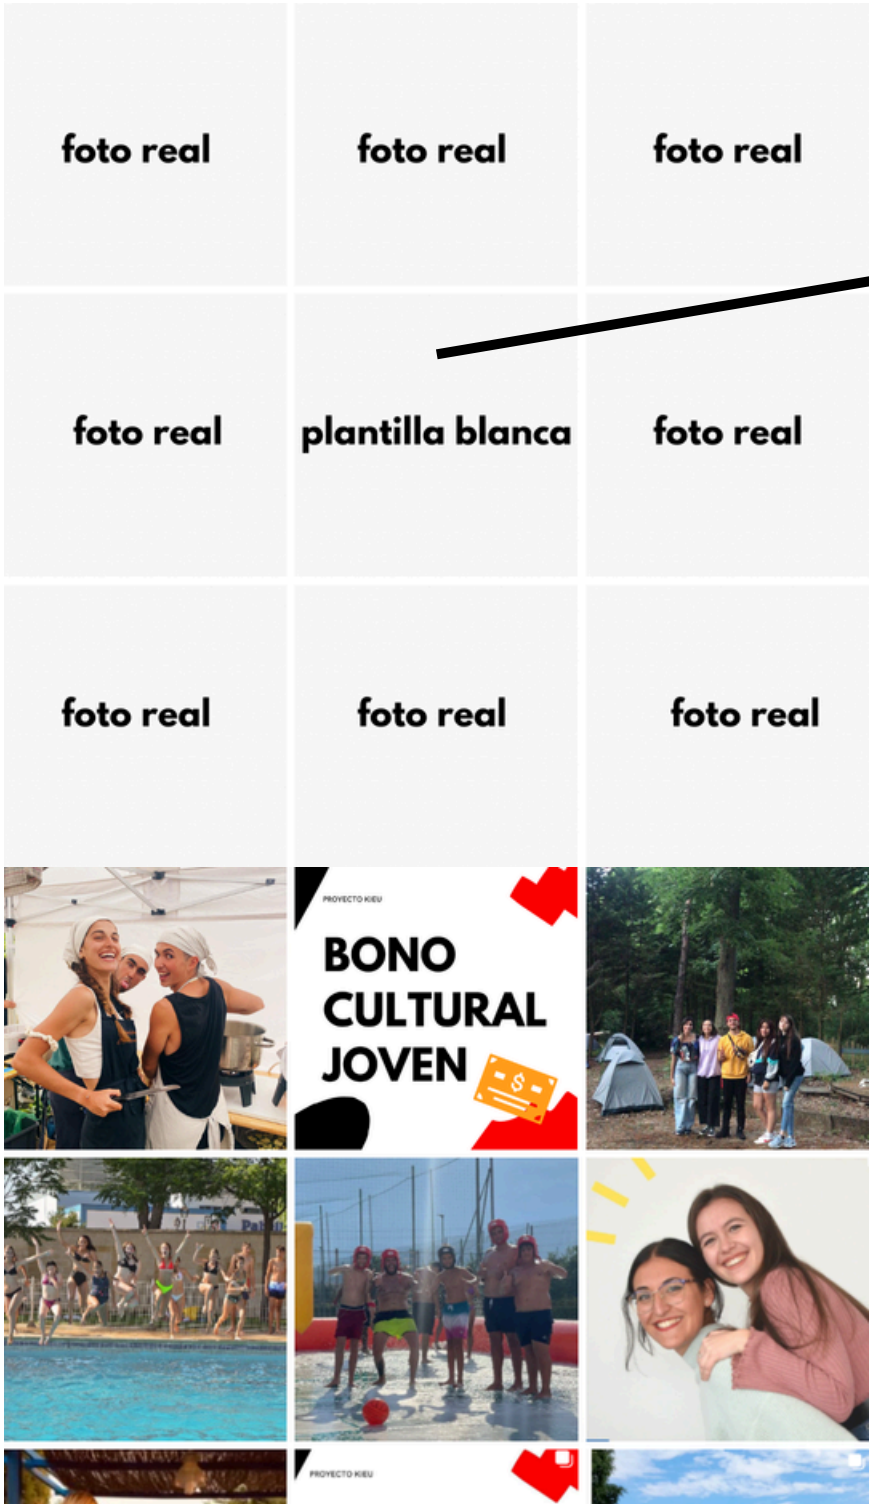 foto real
foto real
foto real
foto real
plantilla blanca
foto real
foto real
foto real
foto real
PROYECTO KIEU
BONO
CULTURAL
JOVEN
$
PROYECTO KIEU